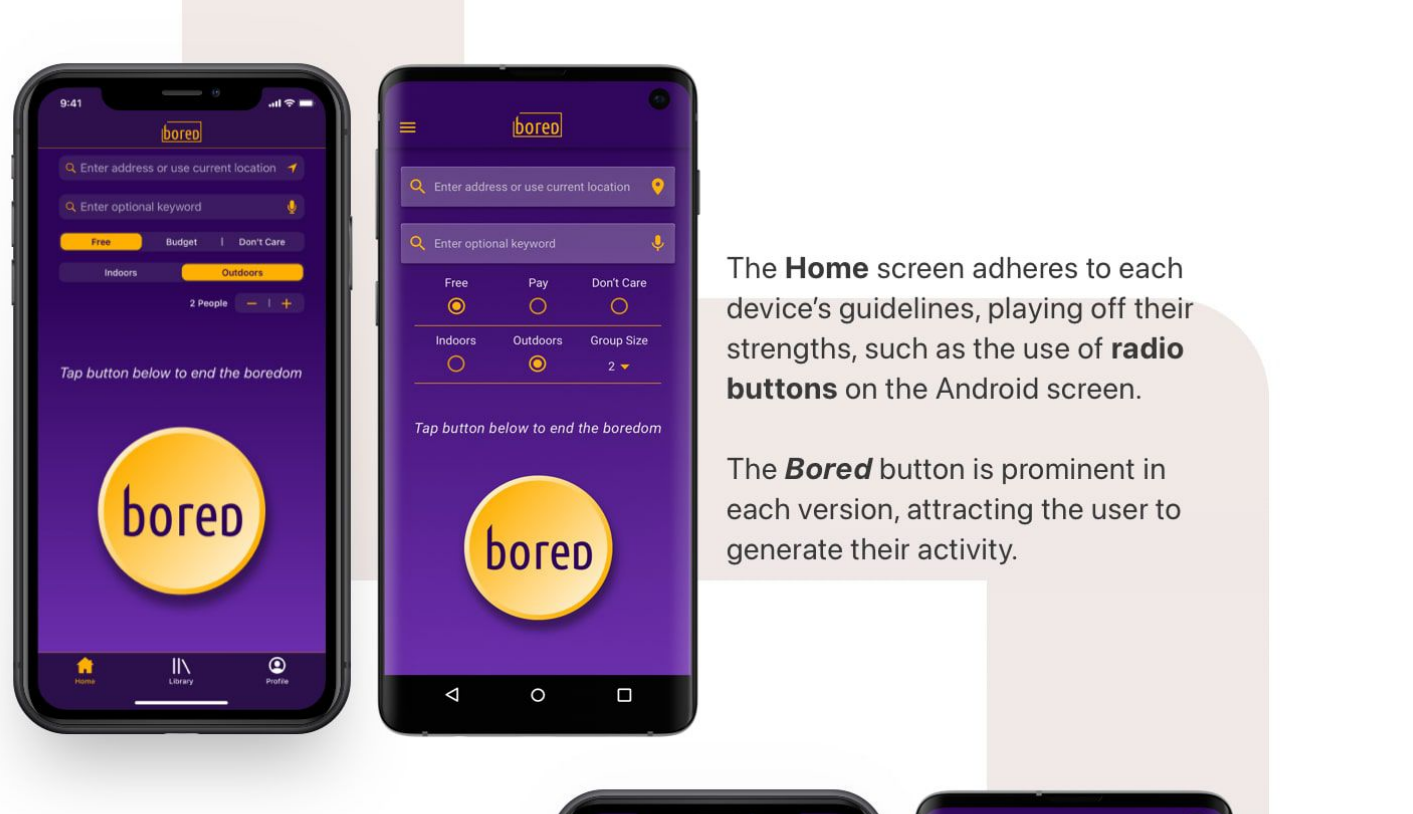 9:41
bored
Enter address or use current location
Enter optional keyword
Free Budget | Don't Care
Indoors Outdoors
2 People
Tap button below to end the boredom
bored
Home Library Profile
bored
Enter address or use current location
Enter optional keyword
Free Pay Don't Care
Indoors Outdoors Group Size
2
Tap button below to end the boredom
bored
The Home screen adheres to each
device's guidelines, playing off their
strengths, such as the use of radio
buttons on the Android screen.
The Bored button is prominent in
each version, attracting the user to
generate their activity.